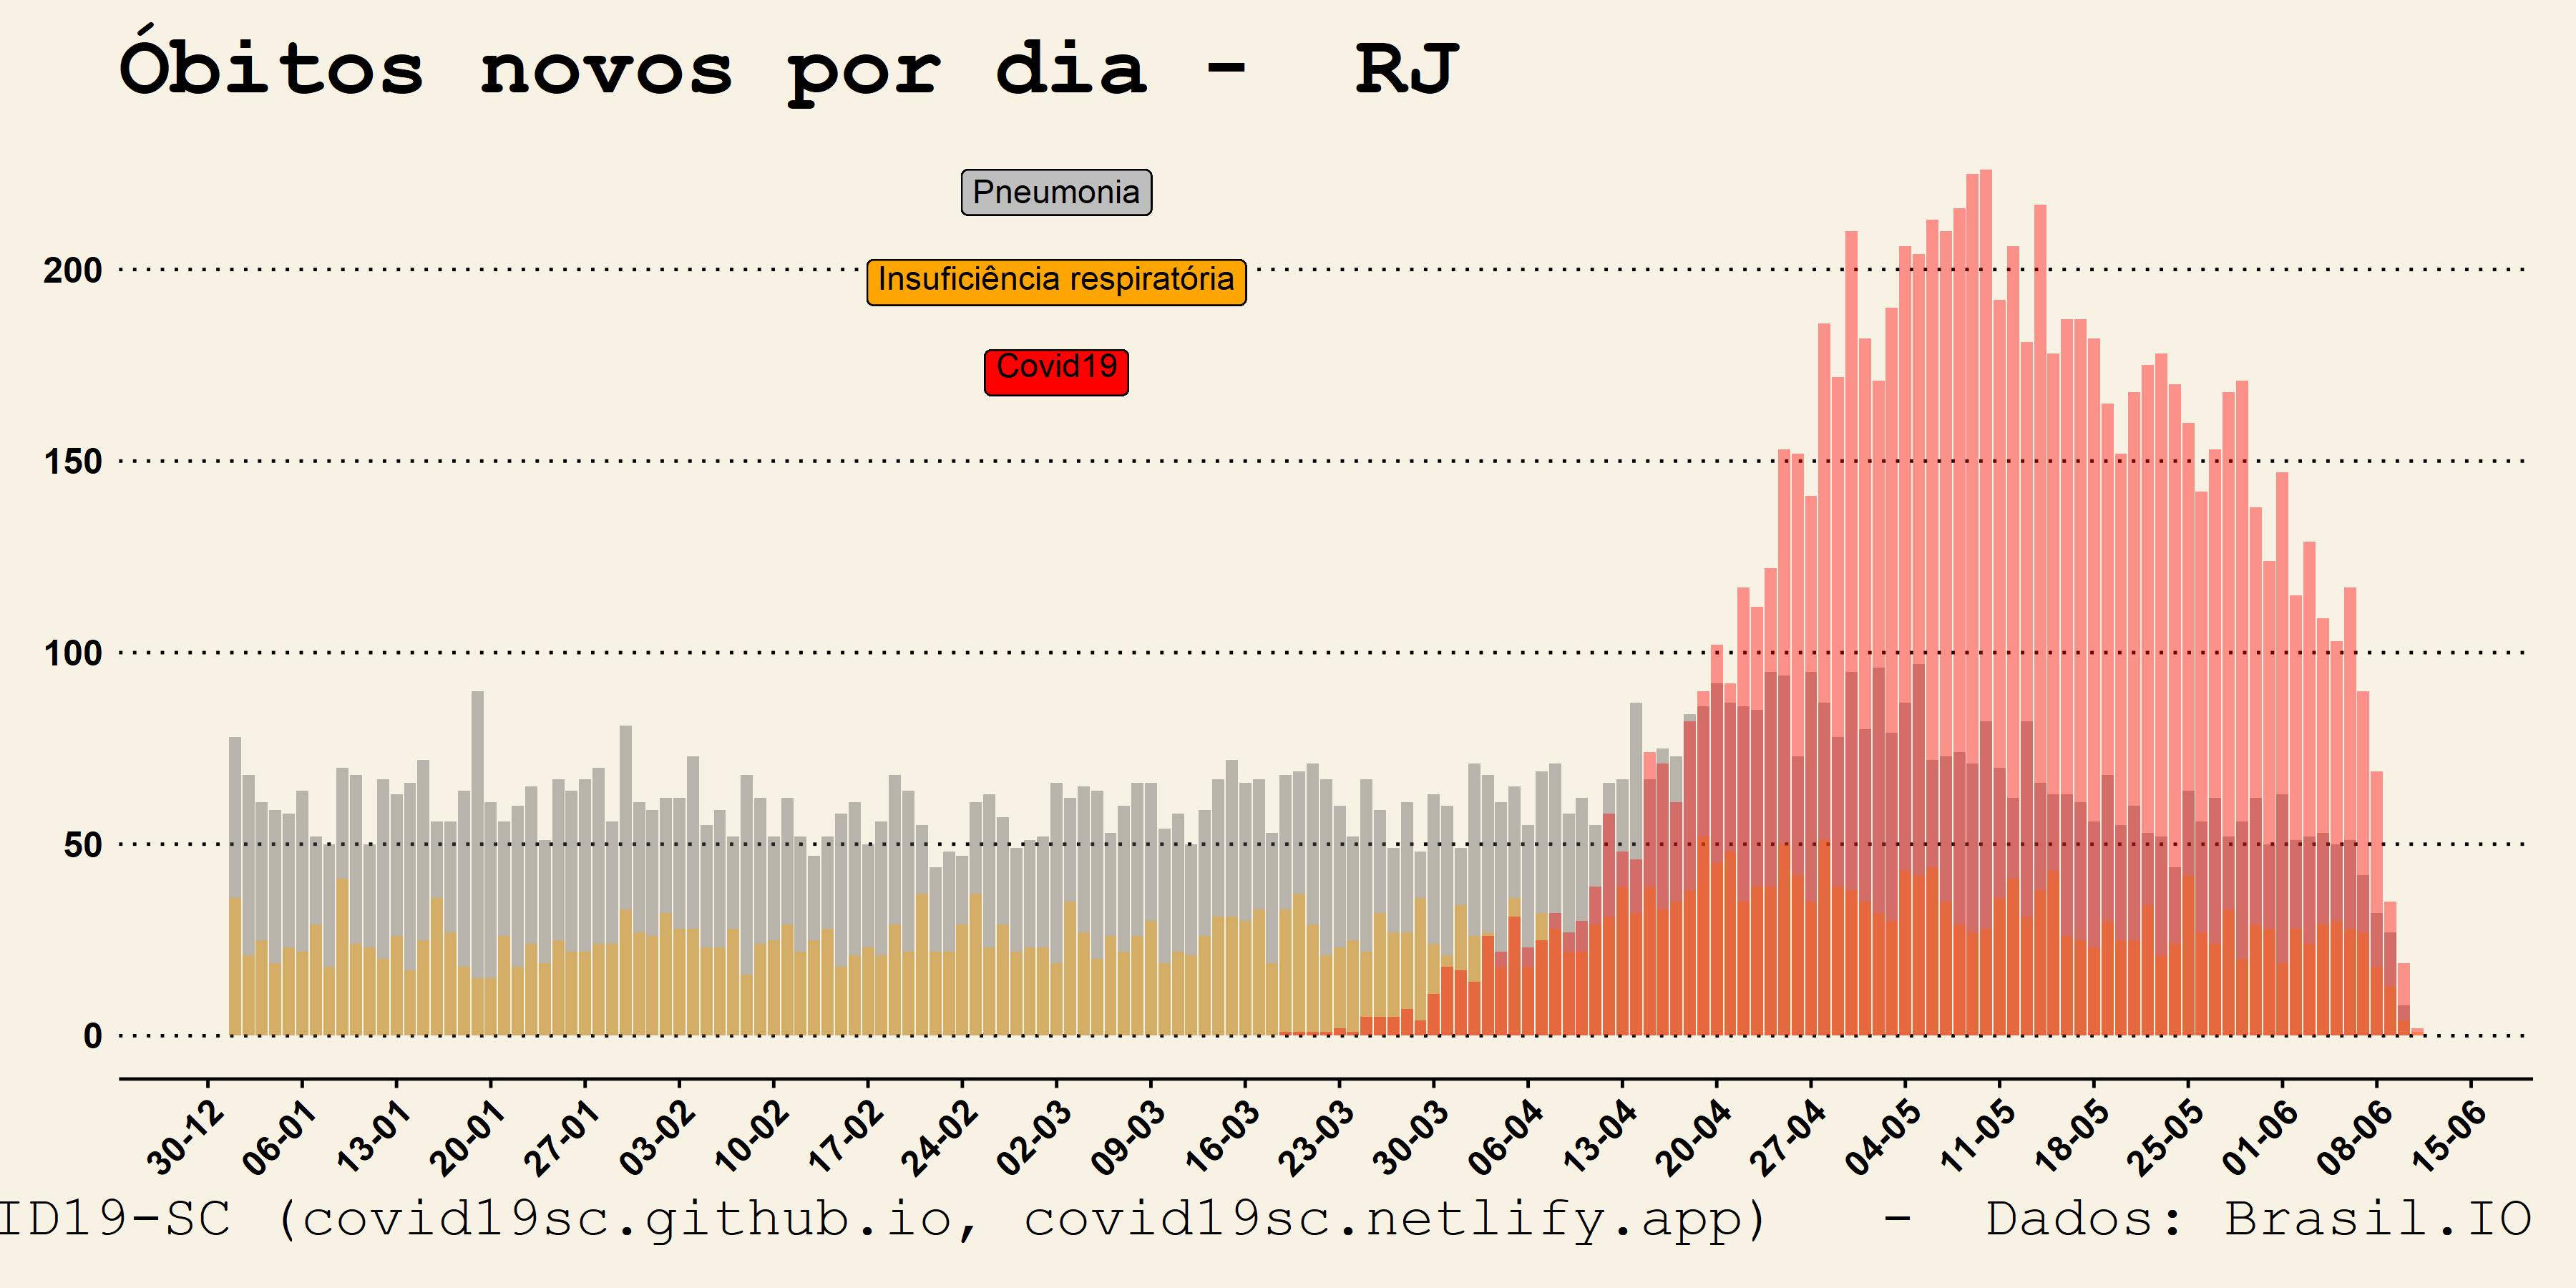 Óbitos novos por dia - RJ
Pneumonia
Insuficiência respiratória
Covid19
200
150
100
50
0
30-12 06-01 13-01 20-01 27-01 03-02 10-02 17-02 24-02 02-03 09-03 16-03 23-03 30-03 06-04 13-04 20-04 27-04 04-05 11-05 18-05 25-05 01-06 08-06 15-06
ID19-SC (covid19sc.github.io, covid19sc.netlify.app) - Dados: Brasil.IO